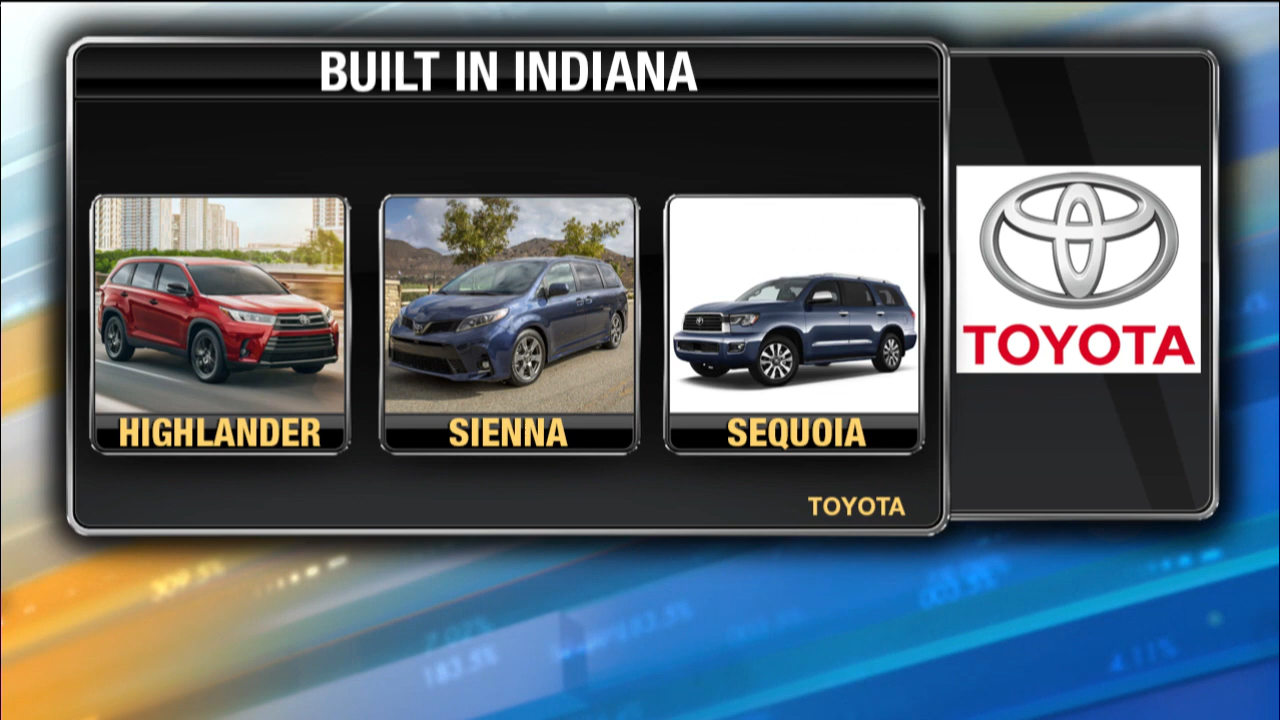 BUILT IN INDIANA
HIGHLANDER
SIENNA
SEQUOIA
TOYOTA
TOYOTA